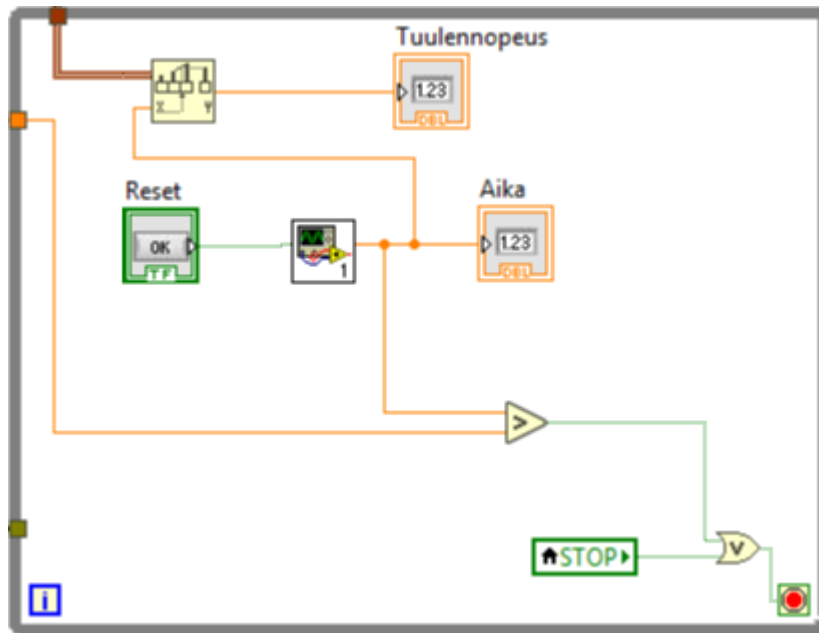 Tuulennopeus
1.23
DBL
X Y
Reset
OK
TF
1
Aika
1.23
DBL
>
STOP
V
i